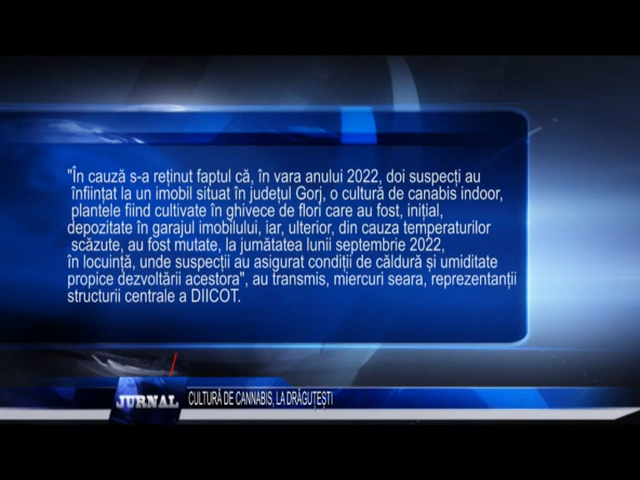 "În cauză s-a reținut faptul că, în vara anului 2022, doi suspecți au
înființat la un imobil situat în județul Gorj, o cultură de canabis indoor,
plantele fiind cultivate în ghivece de flori care au fost, inițial,
depozitate în garajul imobilului, iar, ulterior, din cauza temperaturilor
scăzute, au fost mutate, la jumătatea lunii septembrie 2022,
în locuință, unde suspecții au asigurat condiții de căldură și umiditate
propice dezvoltării acestora", au transmis, miercuri seara, reprezentanții
structurii centrale a DIICOT.
JURNAL
CULTURĂ DE CANNABIS, LA DRĂGUȚEȘTI